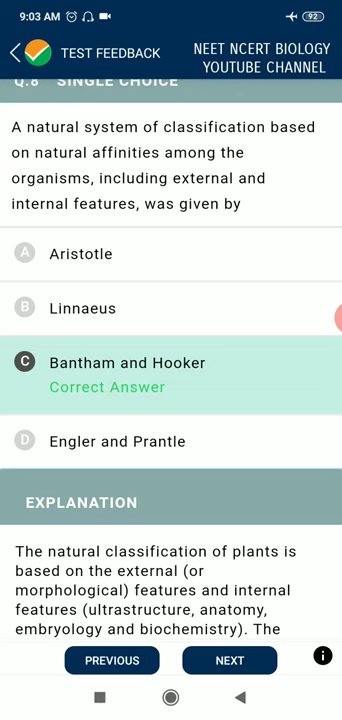 9:03 AM 92
TEST FEEDBACK
NEET NCERT BIOLOGY
YOUTUBE CHANNEL
Q.8 SINGLE CHOICE
A natural system of classification based
on natural affinities among the
organisms, including external and
internal features, was given by
A Aristotle
B Linnaeus
C Bantham and Hooker
Correct Answer
D Engler and Prantle
EXPLANATION
The natural classification of plants is
based on the external (or
morphological) features and internal
features (ultrastructure, anatomy,
embryology and biochemistry). The
PREVIOUS NEXT